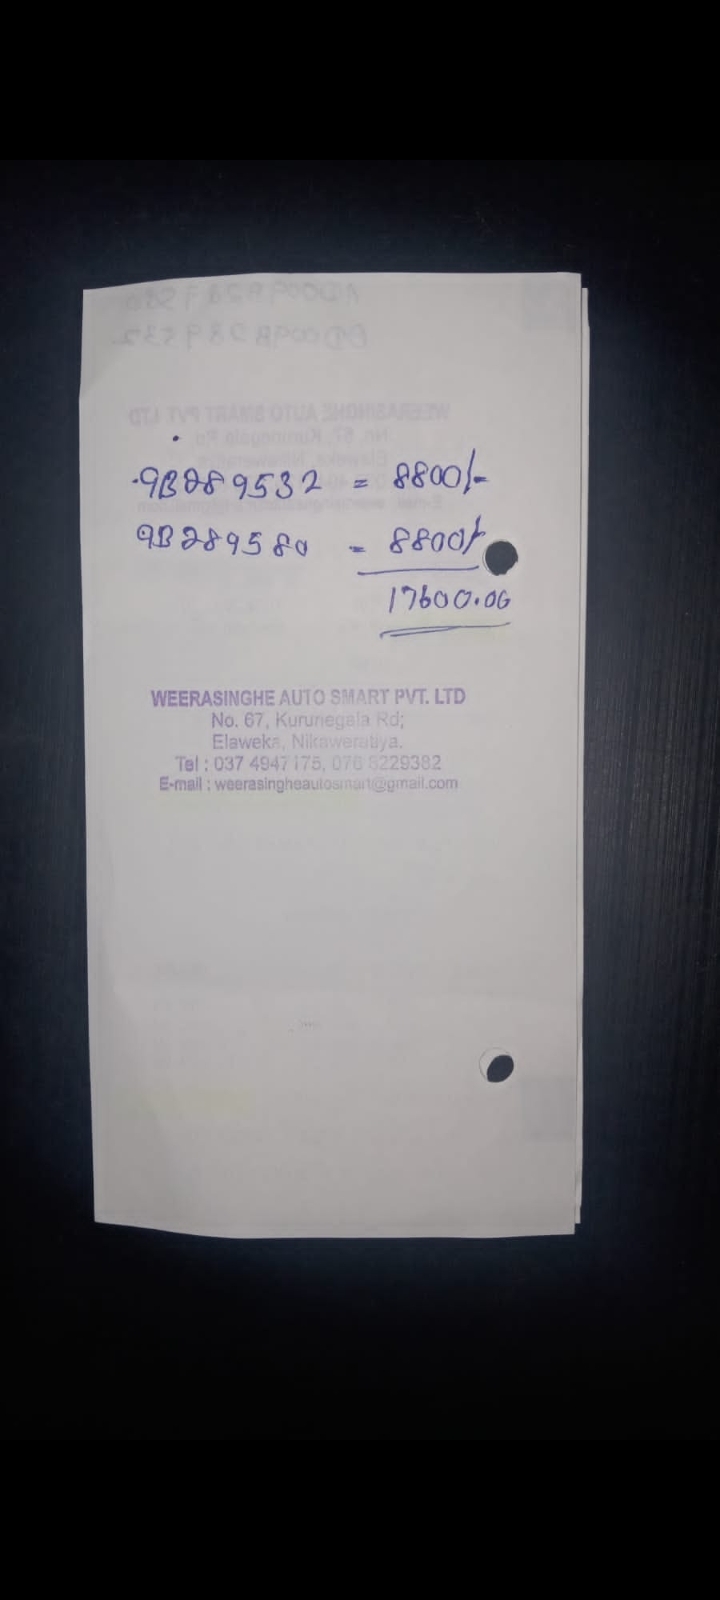 9B289532 = 8800/-
9B289580 = 8800/-
17600.00
WEERASINGHE AUTO SMART PVT. LTD
No. 67, Kurunegala Rd;
Elaweka, Nikaweratiya.
Tel : 037 4947175, 076 8229382
E-mail : weerasingheautosmart@gmail.com